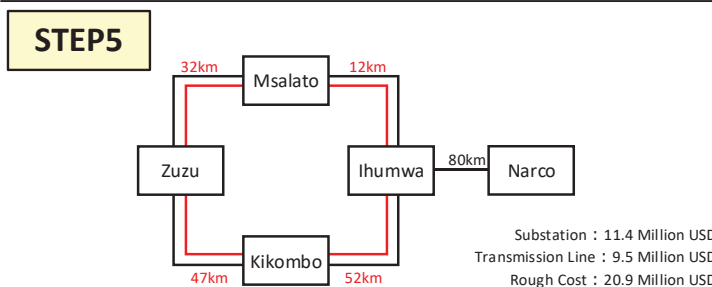 STEP5
32km
12km
Msalato
Zuzu
Ihumwa
80km
Narco
Kikombo
47km
52km
Substation：11.4 Million USD
Transmission Line：9.5 Million USD
Rough Cost：20.9 Million USD